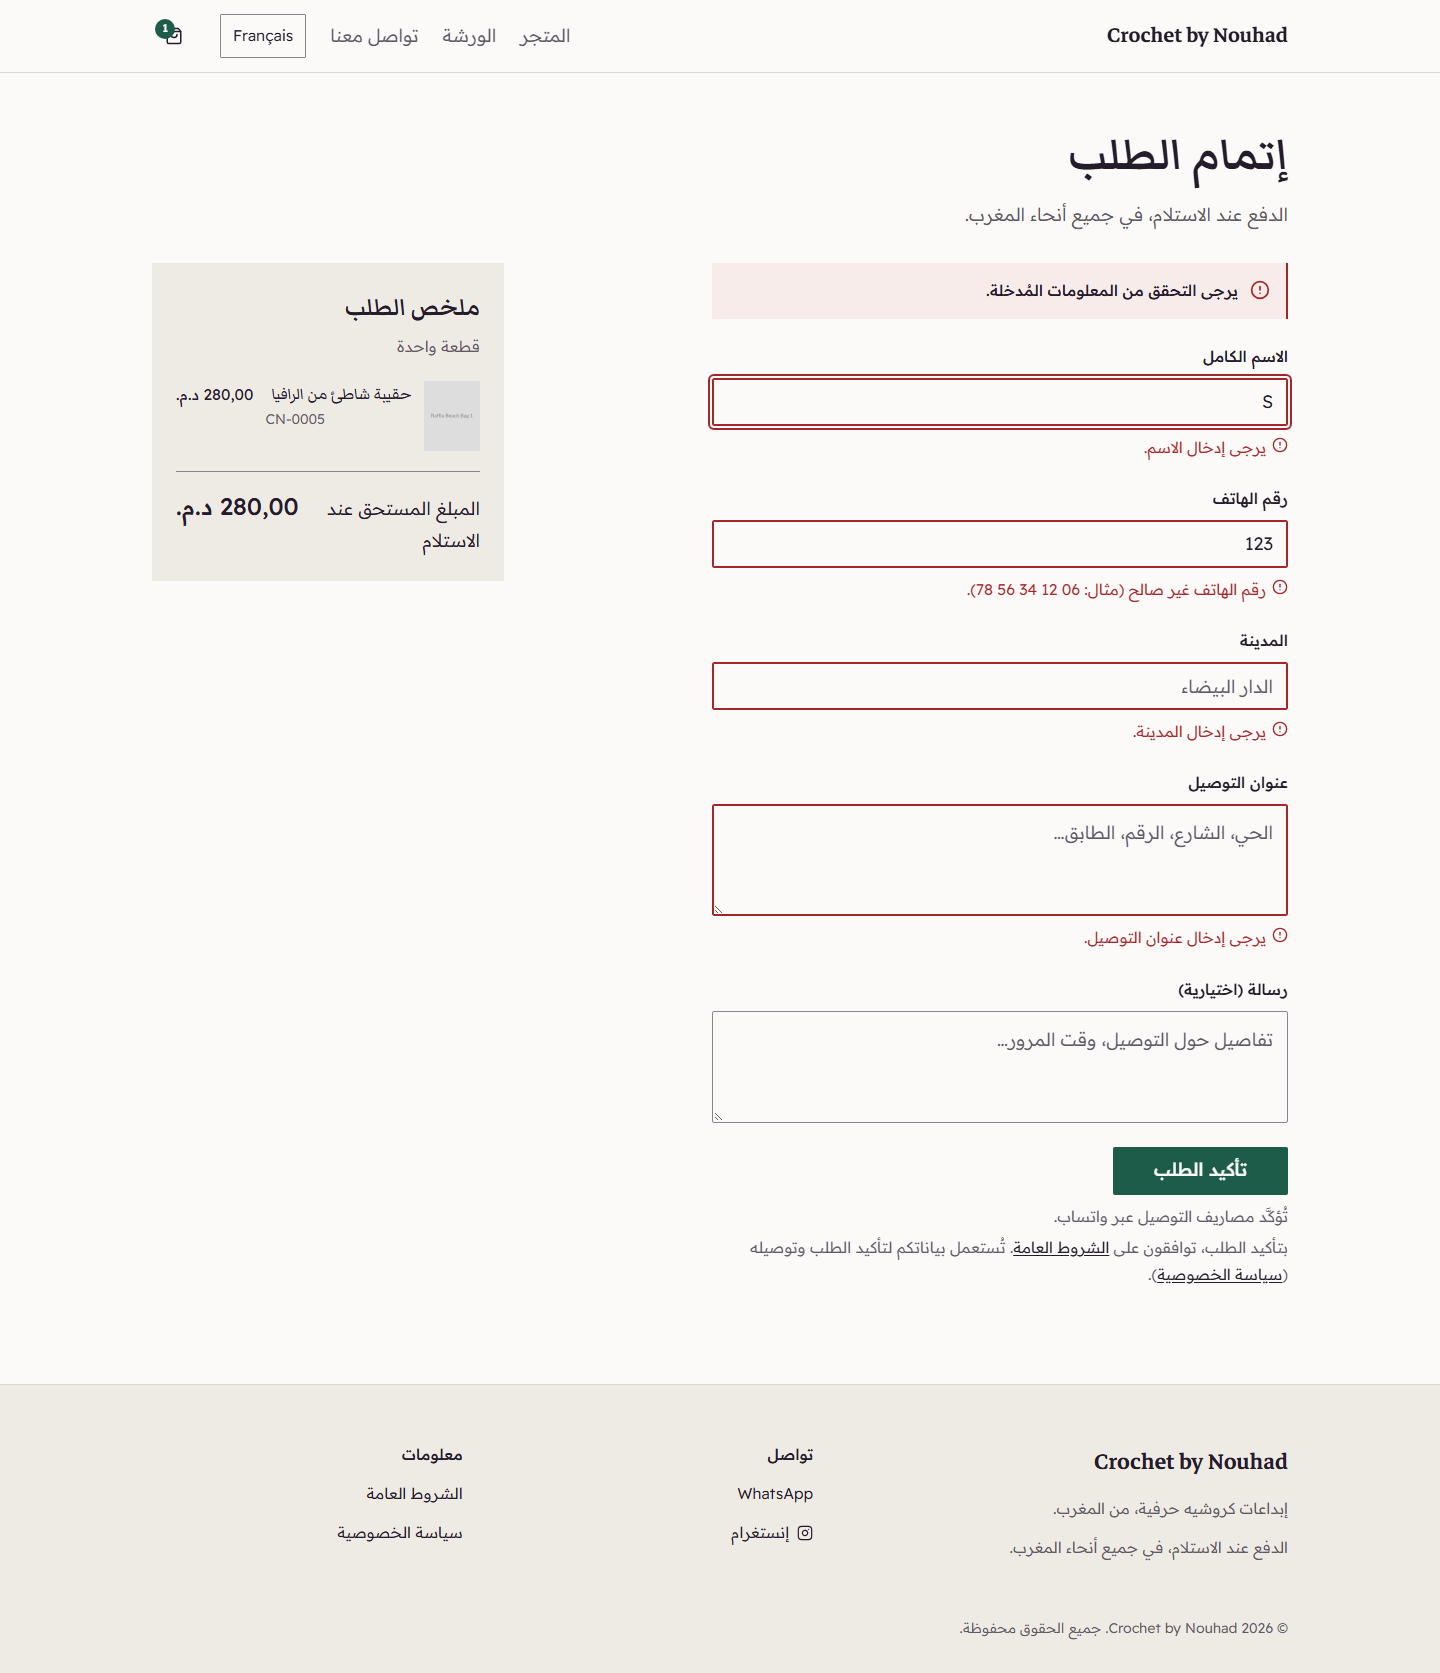 Crochet by Nouhad
المتجر
الورشة
تواصل معنا
Français
1
إتمام الطلب
الدفع عند الاستلام، في جميع أنحاء المغرب.
يرجى التحقق من المعلومات المُدخلة.
الاسم الكامل
S
يرجى إدخال الاسم.
رقم الهاتف
123
رقم الهاتف غير صالح (مثال: 06 12 34 56 78).
المدينة
الدار البيضاء
يرجى إدخال المدينة.
عنوان التوصيل
الحي، الشارع، الرقم، الطابق…
يرجى إدخال عنوان التوصيل.
رسالة (اختيارية)
تفاصيل حول التوصيل، وقت المرور…
تأكيد الطلب
تُؤكَّد مصاريف التوصيل عبر واتساب.
بتأكيد الطلب، توافقون على الشروط العامة. تُستعمل بياناتكم لتأكيد الطلب وتوصيله
(سياسة الخصوصية).
ملخص الطلب
قطعة واحدة
Raffia Beach Bag 1
حقيبة شاطئ من الرافيا
280,00 د.م.
CN-0005
المبلغ المستحق عند
الاستلام
280,00 د.م.
Crochet by Nouhad
إبداعات كروشيه حرفية، من المغرب.
الدفع عند الاستلام، في جميع أنحاء المغرب.
تواصل
WhatsApp
إنستغرام
معلومات
الشروط العامة
سياسة الخصوصية
© 2026 Crochet by Nouhad. جميع الحقوق محفوظة.